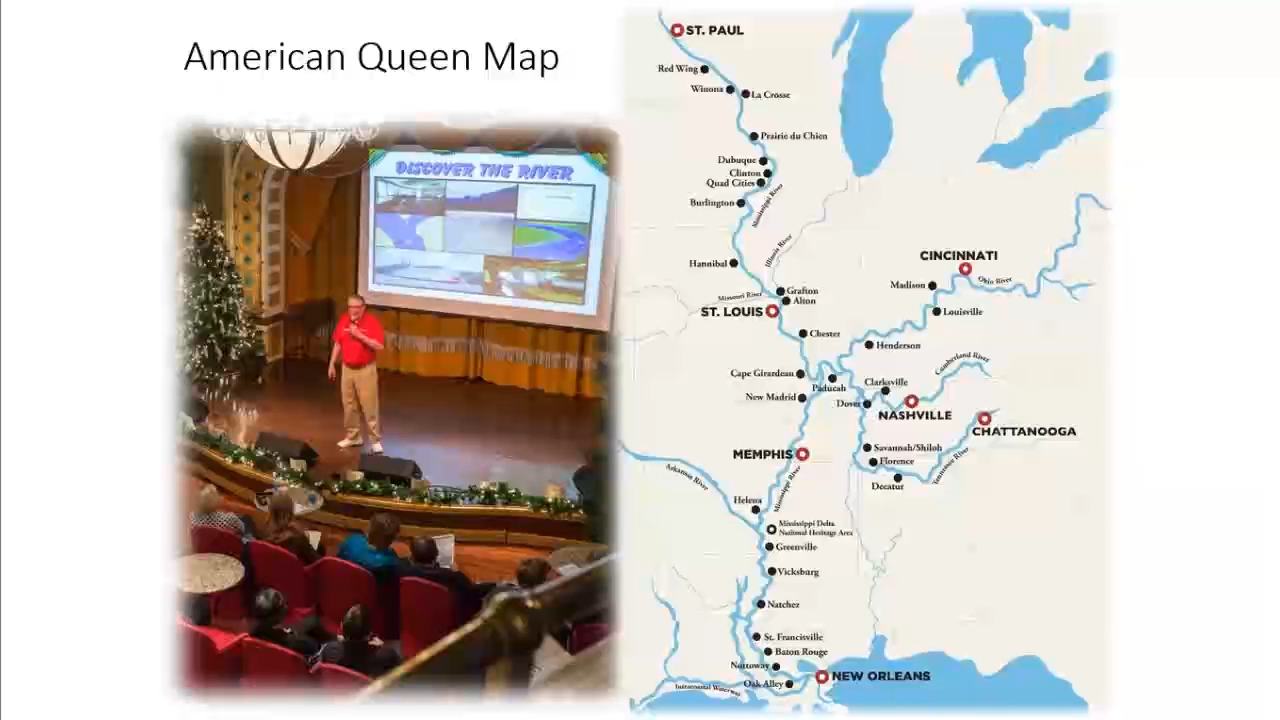 American Queen Map
DISCOVER THE RIVER
ST. PAUL
Red Wing
Winona
La Crosse
Prairie du Chien
Dubuque
Clinton
Quad Cities
Mississippi River
Burlington
Illinois River
Hannibal
CINCINNATI
Ohio River
Madison
Missouri River
Grafton
Alton
ST. LOUIS
Louisville
Chester
Henderson
Cumberland River
Cape Girardeau
Paducah
Clarksville
New Madrid
Dover
NASHVILLE
CHATTANOOGA
Savannah/Shiloh
MEMPHIS
Florence
Tennessee River
Arkansas River
Mississippi River
Decatur
Helena
Mississippi Delta
National Heritage Area
Greenville
Vicksburg
Natchez
St. Francisville
Baton Rouge
Nottoway
NEW ORLEANS
Oak Alley
Intracoastal Waterway